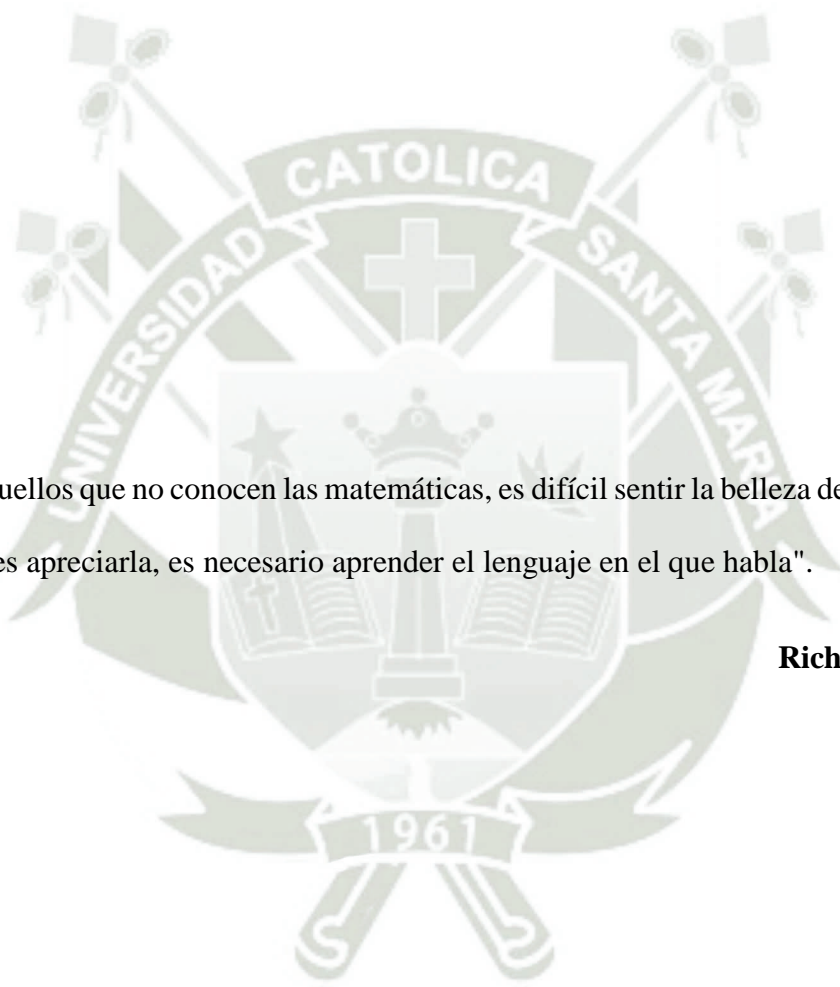 CATOLICA
UNIVERSIDAD
SANTA MARIA
uellos que no conocen las matemáticas, es difícil sentir la belleza de
es apreciarla, es necesario aprender el lenguaje en el que habla".
Rich
1961